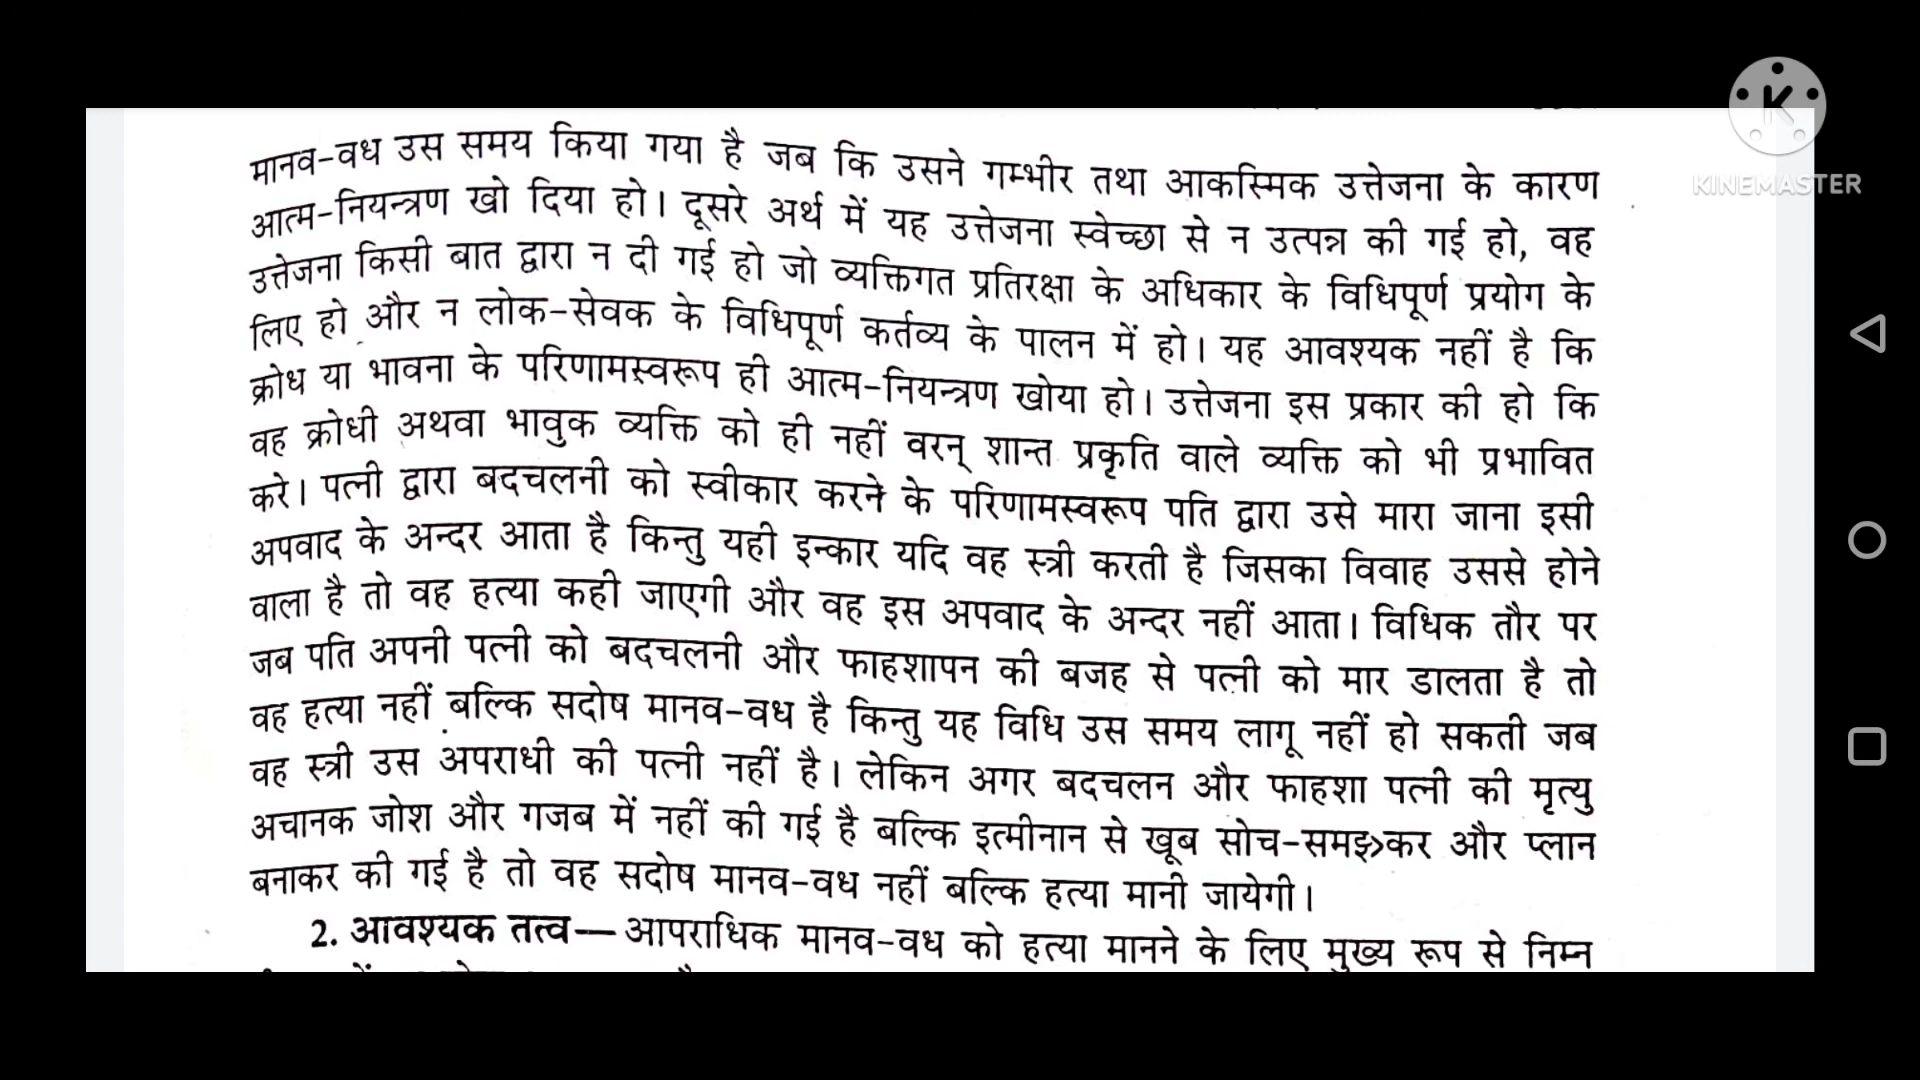 मानव-वध उस समय किया गया है जब कि उसने गम्भीर तथा आकस्मिक उत्तेजना के कारण
आत्म-नियन्त्रण खो दिया हो। दूसरे अर्थ में यह उत्तेजना स्वेच्छा से न उत्पन्न की गई हो, वह
उत्तेजना किसी बात द्वारा न दी गई हो जो व्यक्तिगत प्रतिरक्षा के अधिकार के विधिपूर्ण प्रयोग के
लिए हो और न लोक-सेवक के विधिपूर्ण कर्तव्य के पालन में हो। यह आवश्यक नहीं है कि
क्रोध या भावना के परिणामस्वरूप ही आत्म-नियन्त्रण खोया हो। उत्तेजना इस प्रकार की हो कि
वह क्रोधी अथवा भावुक व्यक्ति को ही नहीं वरन् शान्त प्रकृति वाले व्यक्ति को भी प्रभावित
करे। पत्नी द्वारा बदचलनी को स्वीकार करने के परिणामस्वरूप पति द्वारा उसे मारा जाना इसी
अपवाद के अन्दर आता है किन्तु यही इन्कार यदि वह स्त्री करती है जिसका विवाह उससे होने
वाला है तो वह हत्या कही जाएगी और वह इस अपवाद के अन्दर नहीं आता। विधिक तौर पर
जब पति अपनी पत्नी को बदचलनी और फाहशापन की बजह से पत्नी को मार डालता है तो
वह हत्या नहीं बल्कि सदोष मानव-वध है किन्तु यह विधि उस समय लागू नहीं हो सकती जब
वह स्त्री उस अपराधी की पत्नी नहीं है। लेकिन अगर बदचलन और फाहशा पत्नी की मृत्यु
अचानक जोश और गजब में नहीं की गई है बल्कि इत्मीनान से खूब सोच-समझकर और प्लान
बनाकर की गई है तो वह सदोष मानव-वध नहीं बल्कि हत्या मानी जायेगी।
2. आवश्यक तत्व—आपराधिक मानव-वध को हत्या मानने के लिए मुख्य रूप से निम्न
KINEMASTER